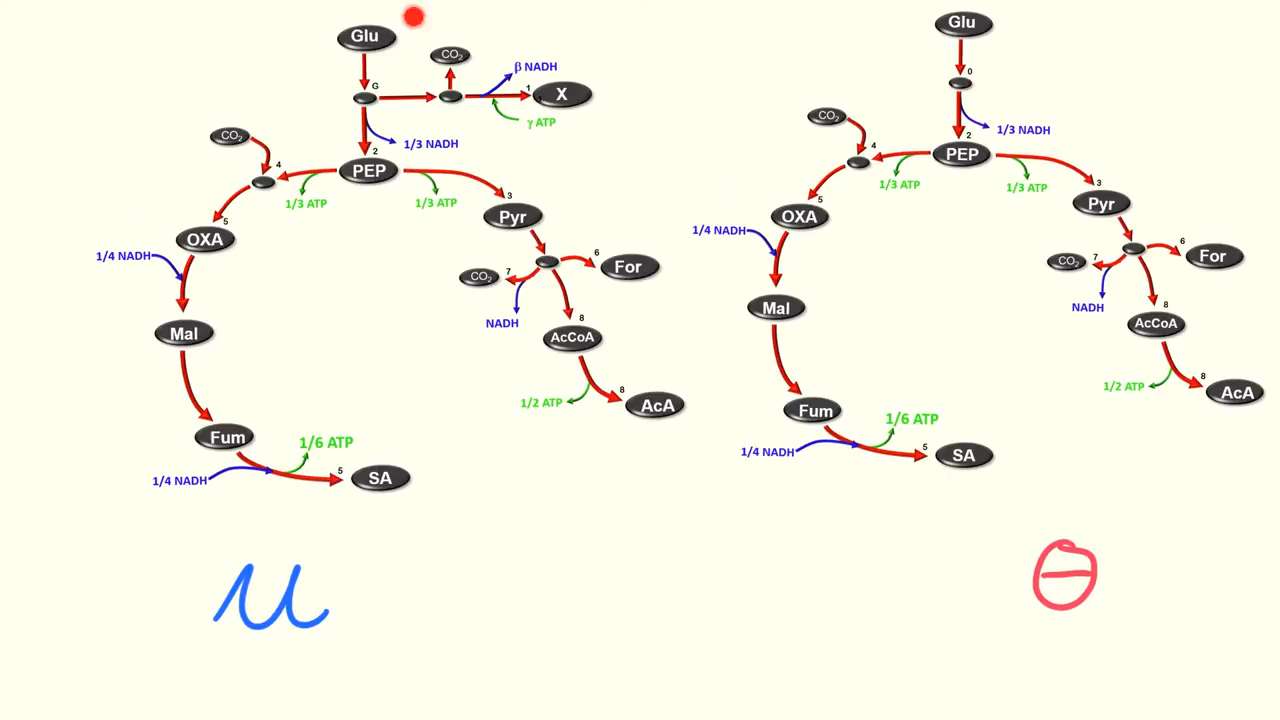 Glu
CO2
β NADH
G
1
X
γ ATP
1/3 NADH
CO2
2
PEP
4
1/3 ATP
1/3 ATP
3
Pyr
5
OXA
1/4 NADH
6
For
7
CO2
NADH
8
AcCoA
Mal
8
1/2 ATP
AcA
Fum
1/6 ATP
1/4 NADH
5
SA
u
Glu
0
1/3 NADH
CO2
2
PEP
4
1/3 ATP
1/3 ATP
3
Pyr
5
OXA
1/4 NADH
6
For
7
CO2
NADH
8
AcCoA
Mal
8
1/2 ATP
AcA
Fum
1/6 ATP
1/4 NADH
5
SA
θ